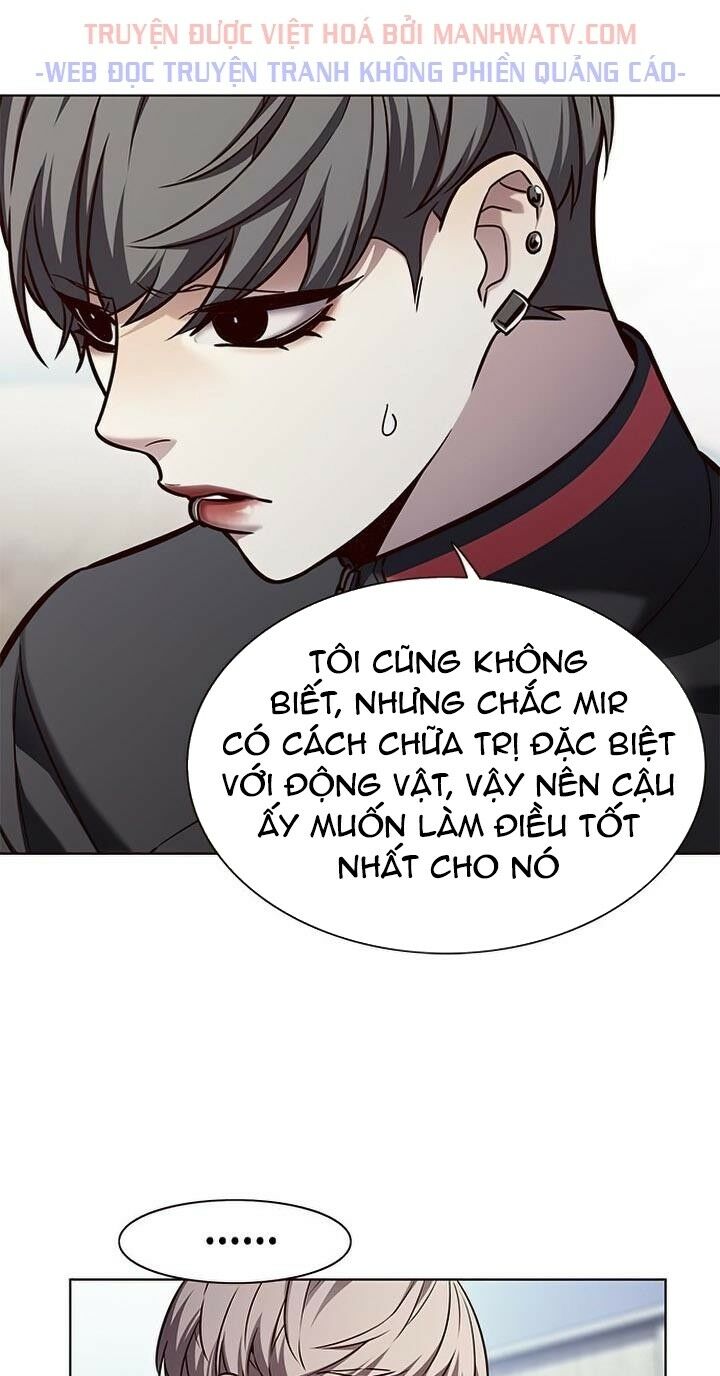 TRUYỆN ĐƯỢC VIỆT HOÁ BỞI MANHWATV.COM
-WEB ĐỌC TRUYỆN TRANH KHÔNG PHIỀN QUẢNG CÁO-
TÔI CŨNG KHÔNG
BIẾT, NHƯNG CHẮC MIR
CÓ CÁCH CHỮA TRỊ ĐẶC BIỆT
VỚI ĐỘNG VẬT, VẬY NÊN CẬU
ẤY MUỐN LÀM ĐIỀU TỐT
NHẤT CHO NÓ
......